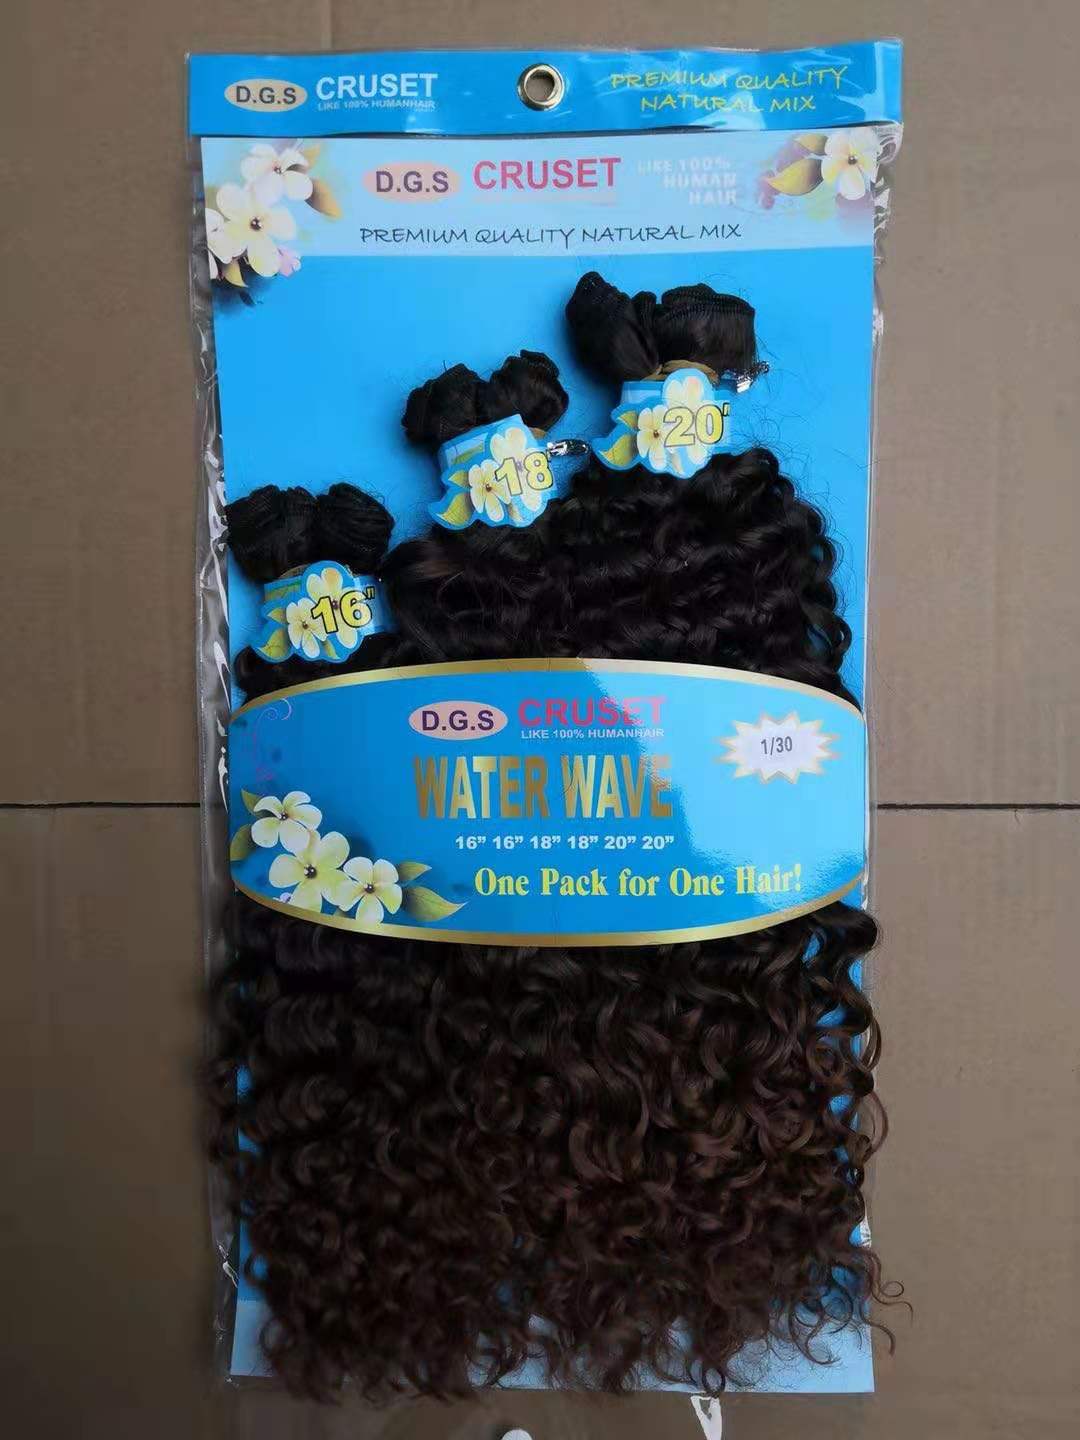 D.G.S CRUSET
LIKE 100% HUMANHAIR
PREMIUM QUALITY
NATURAL MIX
D.G.S CRUSET
LIKE 100%
HUMAN
HAIR
PREMIUM QUALITY NATURAL MIX
20"
18"
16"
D.G.S CRUSET
LIKE 100% HUMANHAIR
1/30
WATER WAVE
16” 16” 18” 18” 20” 20”
One Pack for One Hair!